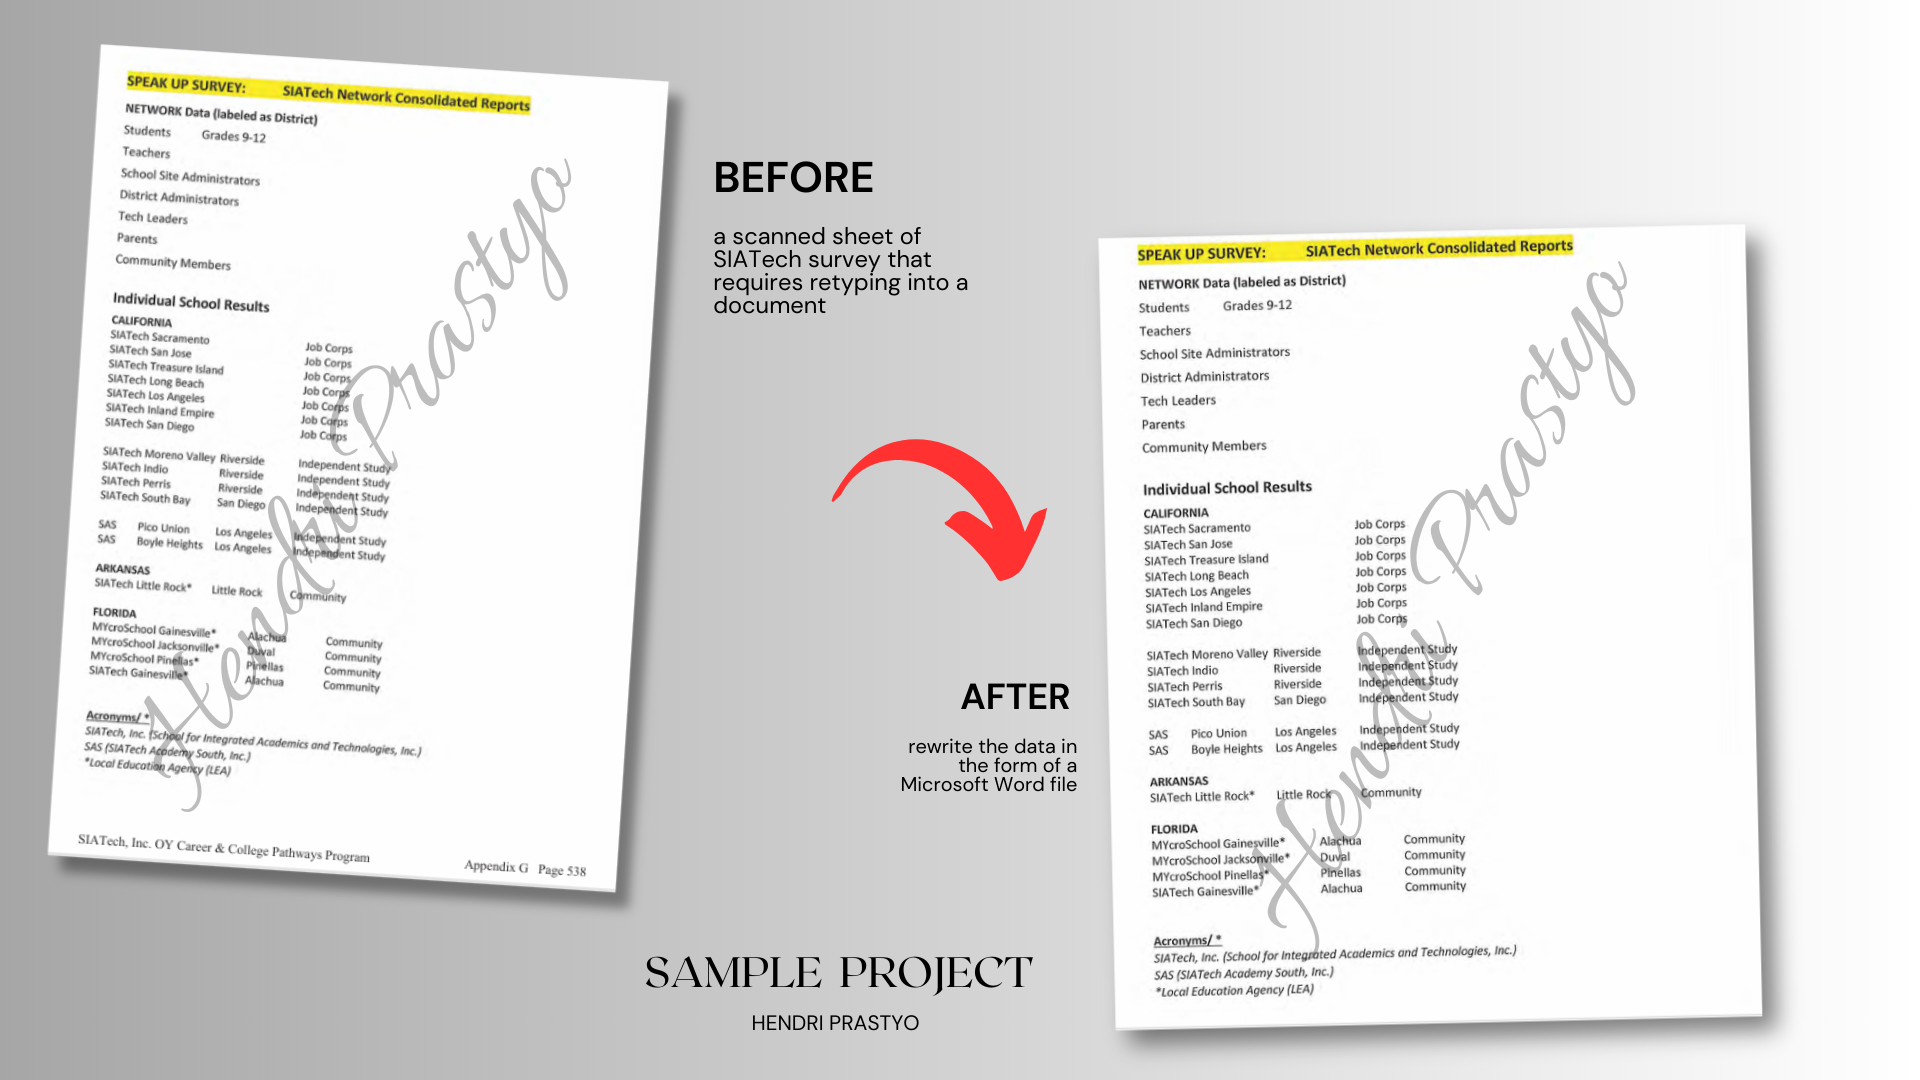 SPEAK UP SURVEY: SIATech Network Consolidated Reports
NETWORK Data (labeled as District)
Students Grades 9-12
Teachers
School Site Administrators
District Administrators
Tech Leaders
Parents
Community Members
Individual School Results
CALIFORNIA
SIATech Sacramento Job Corps
SIATech San Jose Job Corps
SIATech Treasure Island Job Corps
SIATech Long Beach Job Corps
SIATech Los Angeles Job Corps
SIATech Inland Empire Job Corps
SIATech San Diego Job Corps
SIATech Moreno Valley Riverside Independent Study
SIATech Indio Riverside Independent Study
SIATech Perris Riverside Independent Study
SIATech South Bay San Diego Independent Study
SAS Pico Union Los Angeles Independent Study
SAS Boyle Heights Los Angeles Independent Study
ARKANSAS
SIATech Little Rock* Little Rock Community
FLORIDA
MYcroSchool Gainesville* Alachua Community
MYcroSchool Jacksonville* Duval Community
MYcroSchool Pinellas* Pinellas Community
SIATech Gainesville* Alachua Community
Acronyms/ *
SIATech, Inc. (School for Integrated Academics and Technologies, Inc.)
SAS (SIATech Academy South, Inc.)
*Local Education Agency (LEA)
SIATech, Inc. OY Career & College Pathways Program
Appendix G Page 538
Hendri Prastyo
BEFORE
a scanned sheet of
SIATech survey that
requires retyping into a
document
AFTER
rewrite the data in
the form of a
Microsoft Word file
SAMPLE PROJECT
HENDRI PRASTYO
SPEAK UP SURVEY: SIATech Network Consolidated Reports
NETWORK Data (labeled as District)
Students Grades 9-12
Teachers
School Site Administrators
District Administrators
Tech Leaders
Parents
Community Members
Individual School Results
CALIFORNIA
SIATech Sacramento Job Corps
SIATech San Jose Job Corps
SIATech Treasure Island Job Corps
SIATech Long Beach Job Corps
SIATech Los Angeles Job Corps
SIATech Inland Empire Job Corps
SIATech San Diego Job Corps
SIATech Moreno Valley Riverside Independent Study
SIATech Indio Riverside Independent Study
SIATech Perris Riverside Independent Study
SIATech South Bay San Diego Independent Study
SAS Pico Union Los Angeles Independent Study
SAS Boyle Heights Los Angeles Independent Study
ARKANSAS
SIATech Little Rock* Little Rock Community
FLORIDA
MYcroSchool Gainesville* Alachua Community
MYcroSchool Jacksonville* Duval Community
MYcroSchool Pinellas* Pinellas Community
SIATech Gainesville* Alachua Community
Acronyms/ *
SIATech, Inc. (School for Integrated Academics and Technologies, Inc.)
SAS (SIATech Academy South, Inc.)
*Local Education Agency (LEA)
Hendri Prastyo